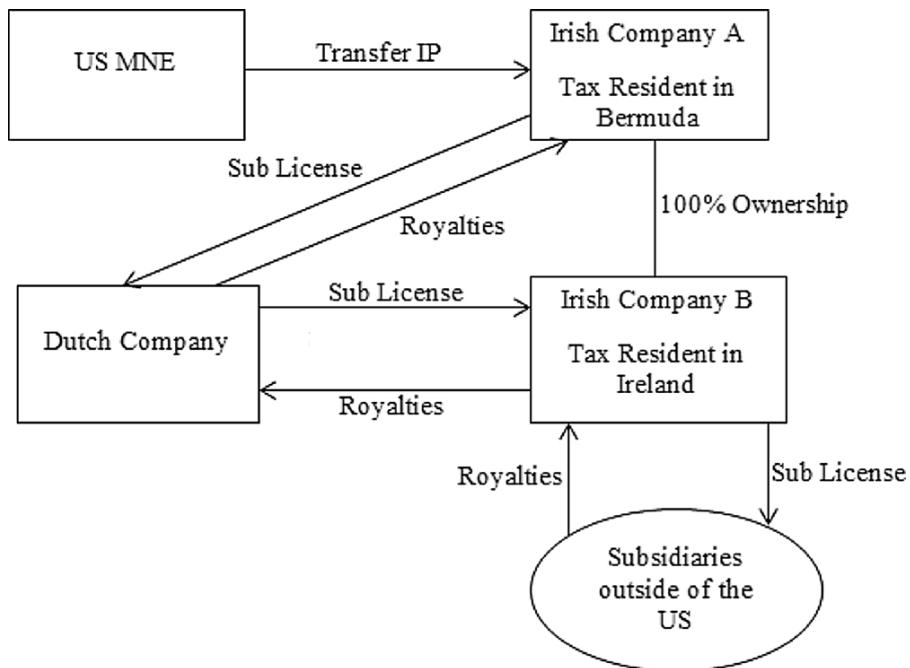 US MNE
Transfer IP
Irish Company A
Tax Resident in
Bermuda
Sub License
Royalties
100% Ownership
Dutch Company
Sub License
Royalties
Irish Company B
Tax Resident in
Ireland
Royalties
Sub License
Subsidiaries
outside of the
US